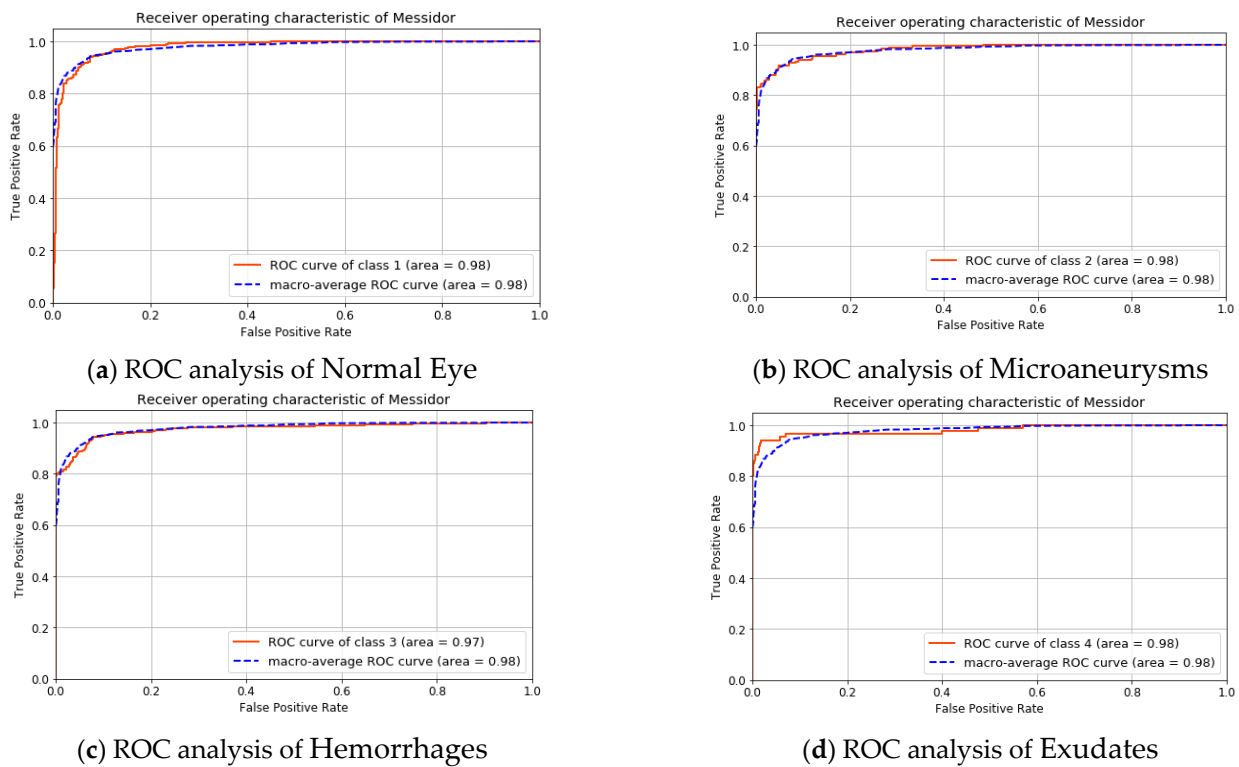 Receiver operating characteristic of Messidor
True Positive Rate
1.0
0.8
0.6
0.4
0.2
0.0
ROC curve of class 1 (area = 0.98)
macro-average ROC curve (area = 0.98)
0.0 0.2 0.4 0.6 0.8 1.0
False Positive Rate
(a) ROC analysis of Normal Eye
Receiver operating characteristic of Messidor
True Positive Rate
1.0
0.8
0.6
0.4
0.2
0.0
ROC curve of class 2 (area = 0.98)
macro-average ROC curve (area = 0.98)
0.0 0.2 0.4 0.6 0.8 1.0
False Positive Rate
(b) ROC analysis of Microaneurysms
Receiver operating characteristic of Messidor
True Positive Rate
1.0
0.8
0.6
0.4
0.2
0.0
ROC curve of class 3 (area = 0.97)
macro-average ROC curve (area = 0.98)
0.0 0.2 0.4 0.6 0.8 1.0
False Positive Rate
(c) ROC analysis of Hemorrhages
Receiver operating characteristic of Messidor
True Positive Rate
1.0
0.8
0.6
0.4
0.2
0.0
ROC curve of class 4 (area = 0.98)
macro-average ROC curve (area = 0.98)
0.0 0.2 0.4 0.6 0.8 1.0
False Positive Rate
(d) ROC analysis of Exudates